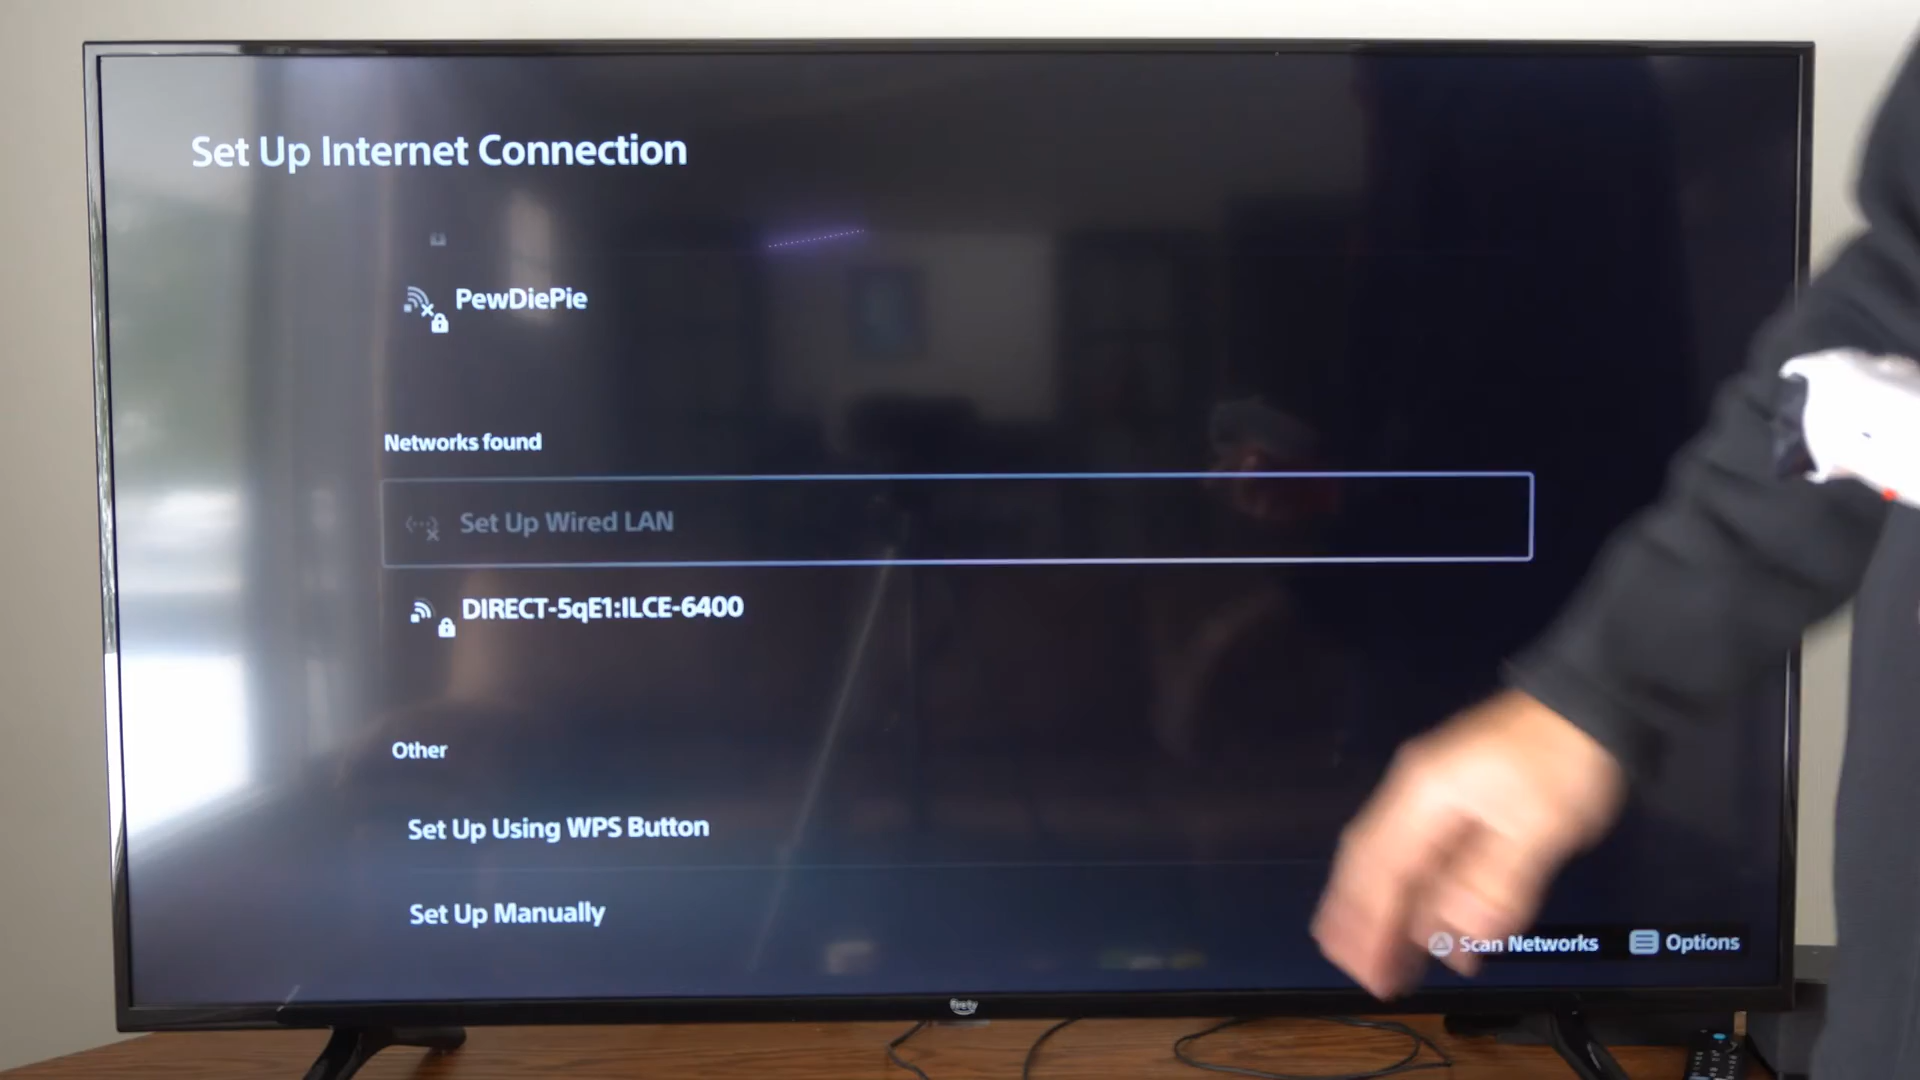 Set Up Internet Connection
PewDiePie
Networks found
Set Up Wired LAN
DIRECT-5qE1:ILCE-6400
Other
Set Up Using WPS Button
Set Up Manually
Scan Networks
Options
firetv